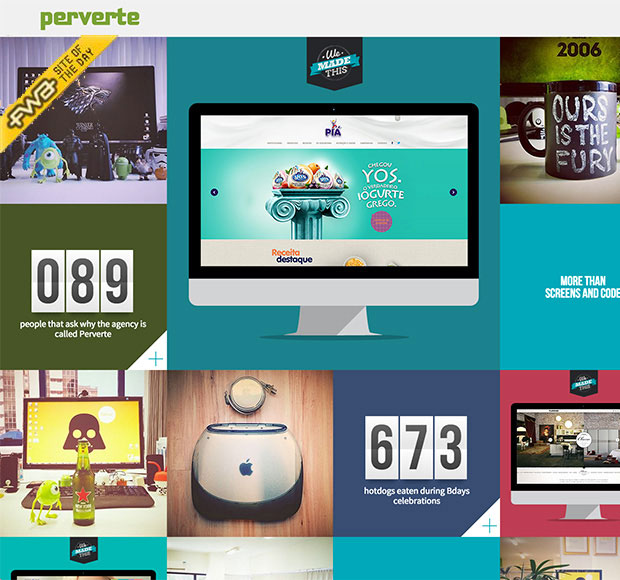 perverte
fwa
SITE OF
THE DAY
2006
We
MADE
THIS
PIÁ
CHEGOU
YOS.
O VERDADEIRO
IOGURTE
GREGO.
OURS
IS THE
FURY
Receita
destaque
089
people that ask why the agency is
called Perverte
MORE THAN
SCREENS AND CODE
We
MADE
THIS
673
hotdogs eaten during Bdays
celebrations
We
MADE
THIS